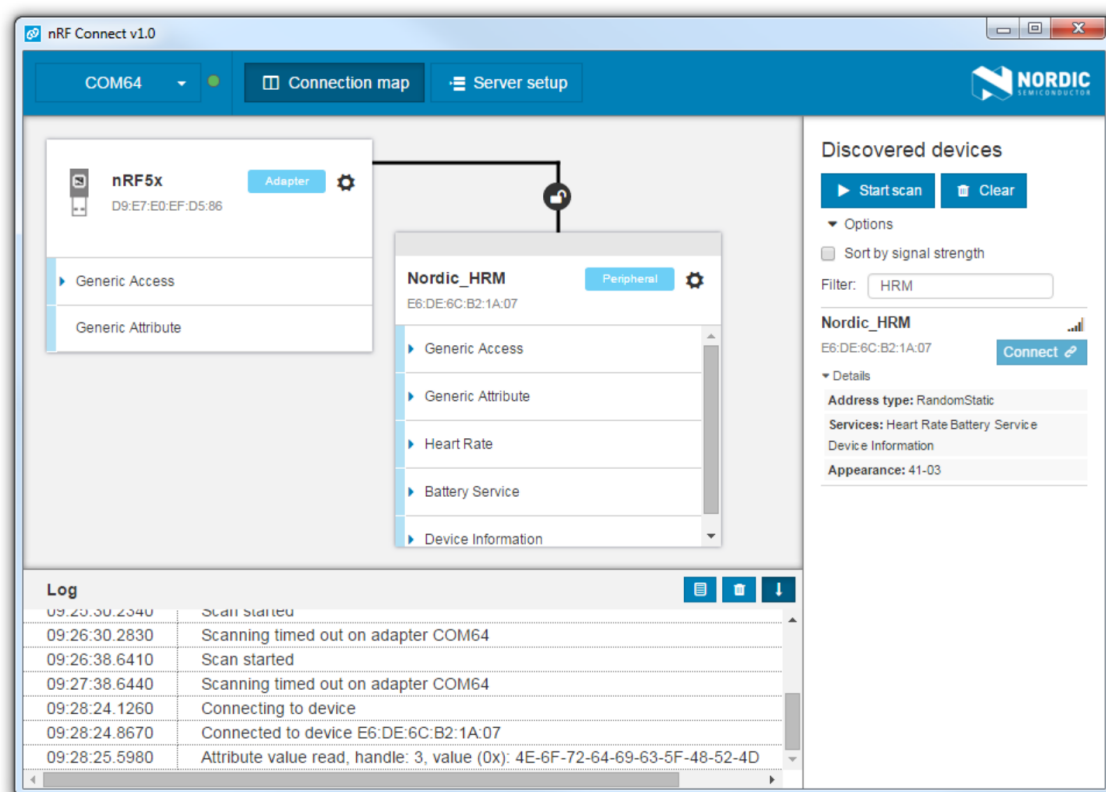 nRF Connect v1.0
COM64
Connection map
Server setup
NORDIC
SEMICONDUCTOR
nRF5x
Adapter
D9:E7:E0:EF:D5:86
Generic Access
Generic Attribute
Nordic_HRM
Peripheral
E6:DE:6C:B2:1A:07
Generic Access
Generic Attribute
Heart Rate
Battery Service
Device Information
Discovered devices
Start scan
Clear
Options
Sort by signal strength
Filter: HRM
Nordic_HRM
E6:DE:6C:B2:1A:07
Connect
Details
Address type: RandomStatic
Services: Heart Rate Battery Service
Device Information
Appearance: 41-03
Log
09:25:30.2340 Scan started
09:26:30.2830 Scanning timed out on adapter COM64
09:26:38.6410 Scan started
09:27:38.6440 Scanning timed out on adapter COM64
09:28:24.1260 Connecting to device
09:28:24.8670 Connected to device E6:DE:6C:B2:1A:07
09:28:25.5980 Attribute value read, handle: 3, value (0x): 4E-6F-72-64-69-63-5F-48-52-4D